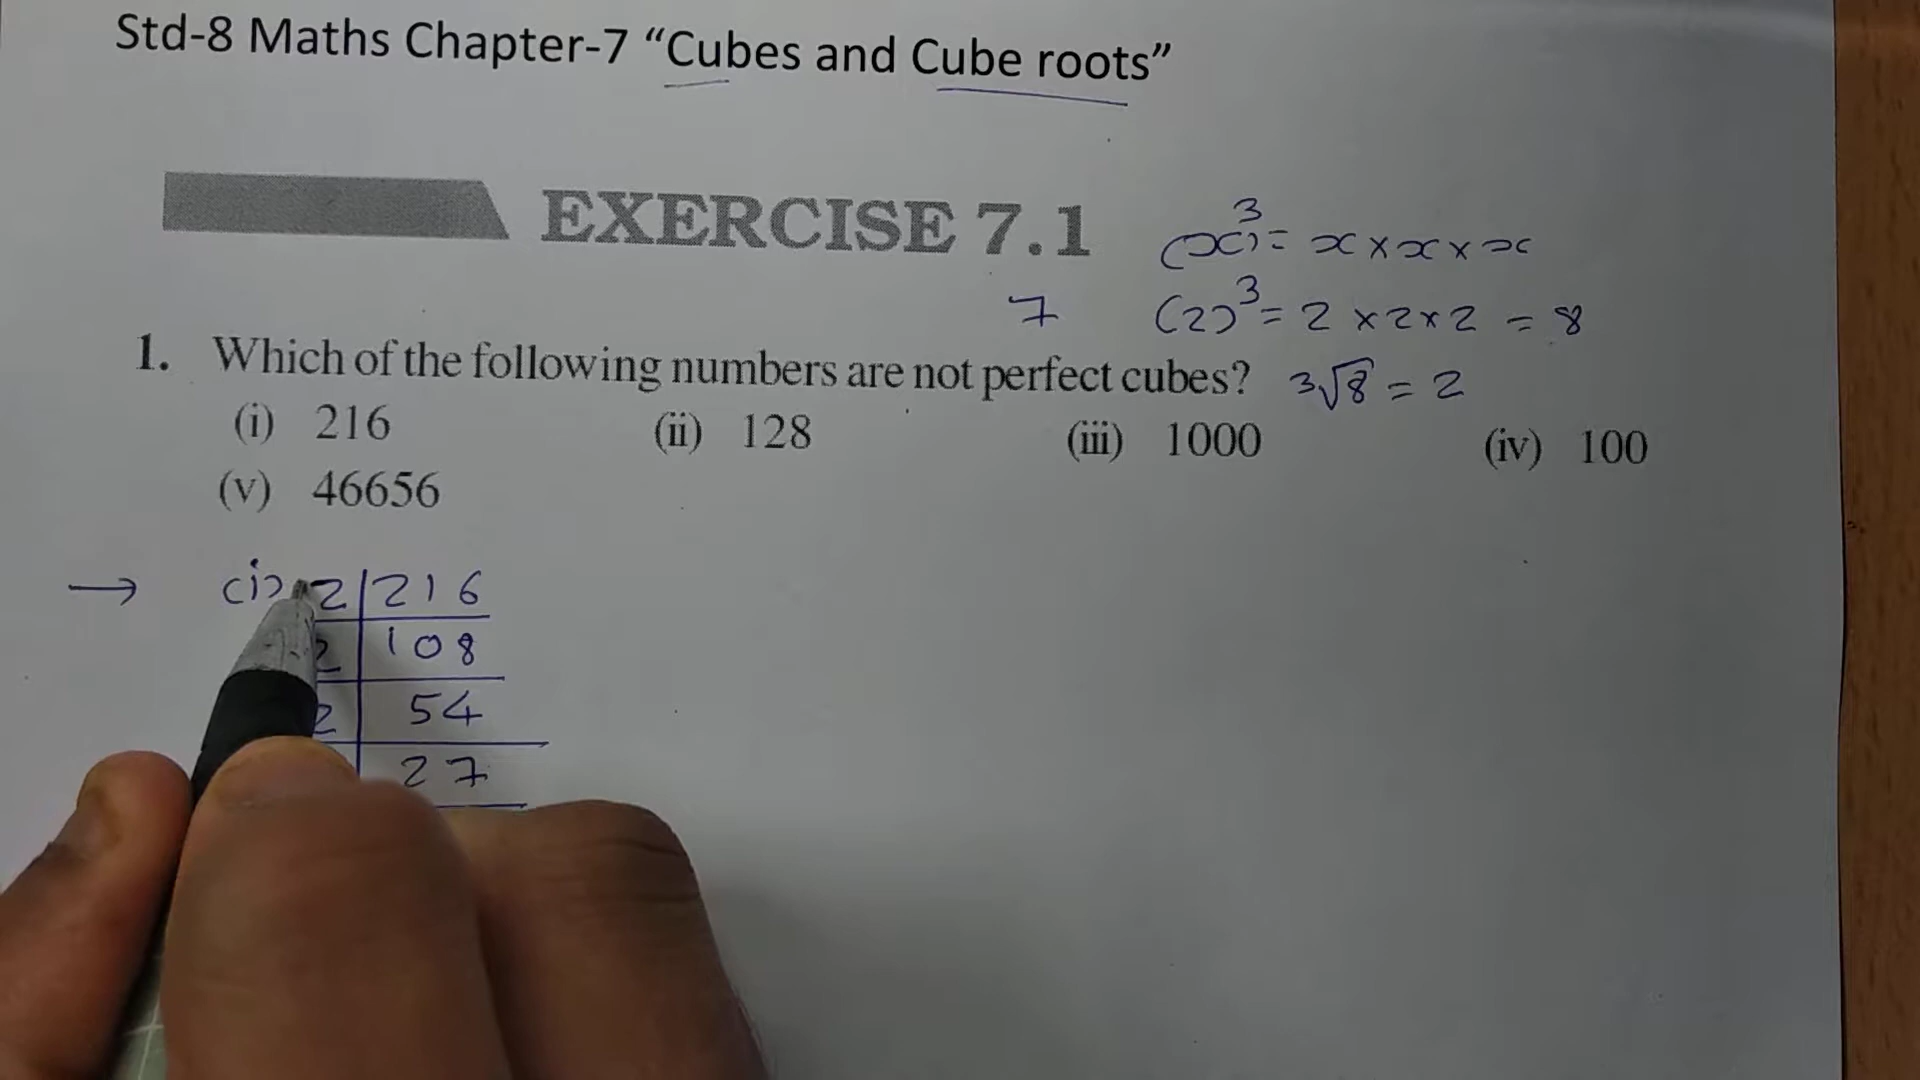 Std-8 Maths Chapter-7 “Cubes and Cube roots”
EXERCISE 7.1
(x)³ = x × x × x
7
(2)³ = 2 × 2 × 2 = 8
1. Which of the following numbers are not perfect cubes?
³√8 = 2
(i) 216 (ii) 128 (iii) 1000 (iv) 100
(v) 46656
→ (i) 2 | 216
2 | 108
2 | 54
27